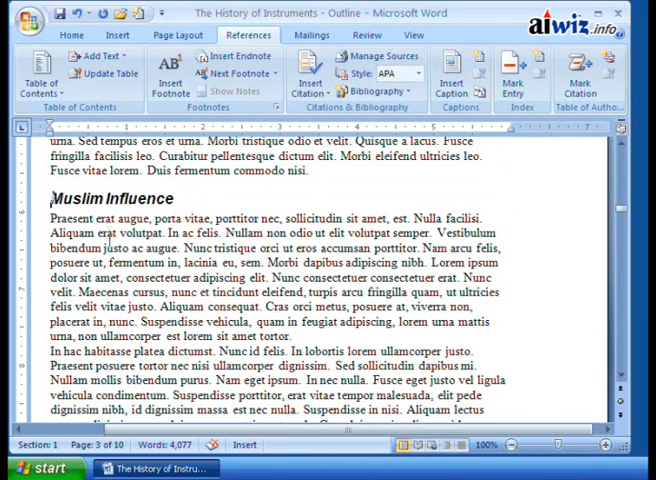 The History of Instruments - Outline - Microsoft Word
aiwiz.info
Home Insert Page Layout References Mailings Review View
Table of Contents
Add Text
Update Table
Table of Contents
AB1
Insert Footnote
Insert Endnote
Next Footnote
Show Notes
Footnotes
Insert Citation
Manage Sources
Style: APA
Bibliography
Citations & Bibliography
Insert Caption
Captions
Mark Entry
Index
Mark Citation
Table of Autho...
urna. Sed tempus eros et urna. Morbi tristique odio et velit. Quisque a lacus. Fusce
fringilla facilisis leo. Curabitur pellentesque dictum elit. Morbi eleifend ultricies leo.
Fusce vitae lorem. Duis fermentum commodo nisi.
Muslim Influence
Praesent erat augue, porta vitae, porttitor nec, sollicitudin sit amet, est. Nulla facilisi.
Aliquam erat volutpat. In ac felis. Nullam non odio ut elit volutpat semper. Vestibulum
bibendum justo ac augue. Nunc tristique orci ut eros accumsan porttitor. Nam arcu felis,
posuere ut, fermentum in, lacinia eu, sem. Morbi dapibus adipiscing nibh. Lorem ipsum
dolor sit amet, consectetuer adipiscing elit. Nunc consectetuer consectetuer erat. Nunc
velit. Maecenas cursus, nunc et tincidunt eleifend, turpis arcu fringilla quam, ut ultricies
felis velit vitae justo. Aliquam consequat. Cras orci metus, posuere at, viverra non,
placerat in, nunc. Suspendisse vehicula, quam in feugiat adipiscing, lorem urna mattis
urna, non ullamcorper est lorem sit amet tortor.
In hac habitasse platea dictumst. Nunc id felis. In lobortis lorem ullamcorper justo.
Praesent posuere tortor nec nisi ullamcorper dignissim. Sed sollicitudin dapibus mi.
Nullam mollis bibendum purus. Nam eget ipsum. In nec nulla. Fusce eget justo vel ligula
vehicula condimentum. Suspendisse porttitor, erat vitae tempor malesuada, elit pede
dignissim nibh, id dignissim massa est nec nulla. Suspendisse in nisi. Aliquam lectus
Section: 1 Page: 3 of 10 Words: 4,077 Insert 100%
start The History of Instru...